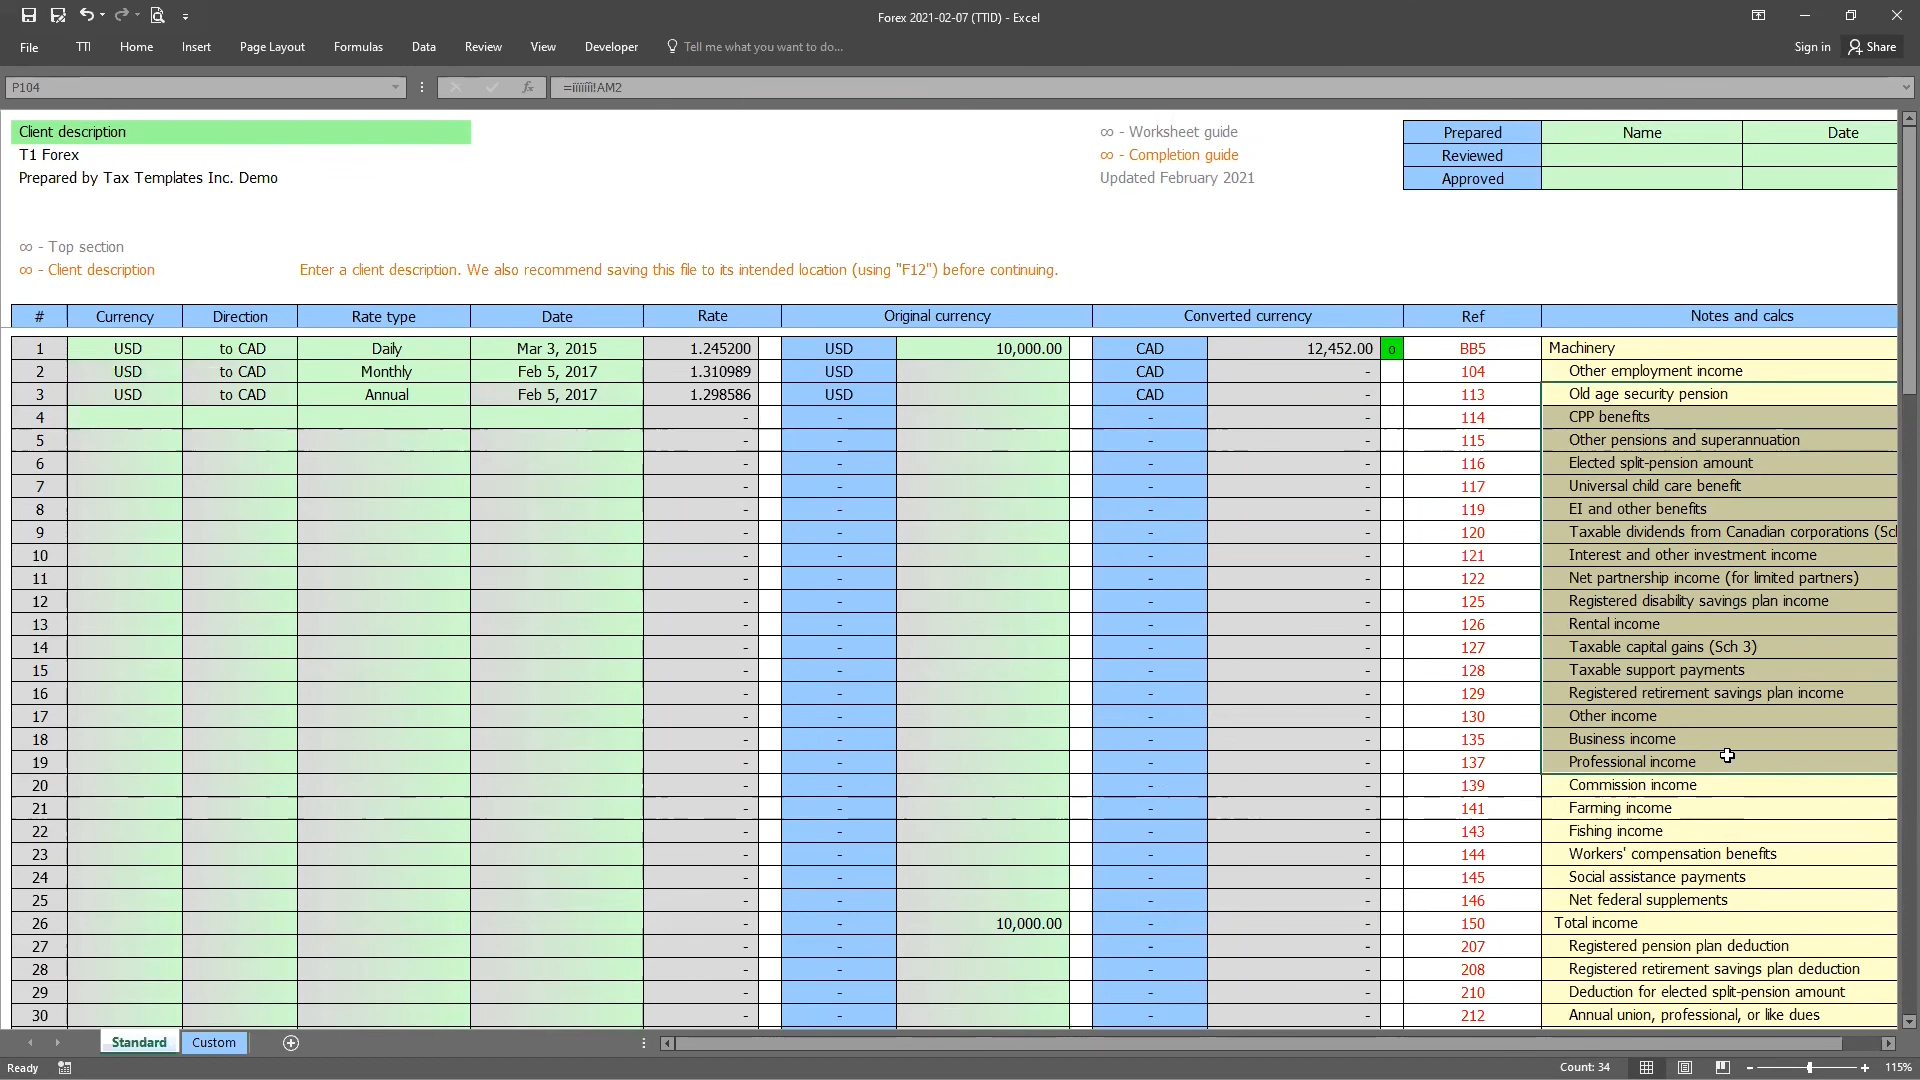 Forex 2021-02-07 (TTID) - Excel
File TTI Home Insert Page Layout Formulas Data Review View Developer Tell me what you want to do... Sign in Share
P104 fx =ïïïïïïï!AM2
Client description ∞ - Worksheet guide Prepared Name Date
T1 Forex ∞ - Completion guide Reviewed
Prepared by Tax Templates Inc. Demo Updated February 2021 Approved
∞ - Top section
∞ - Client description Enter a client description. We also recommend saving this file to its intended location (using "F12") before continuing.
# Currency Direction Rate type Date Rate Original currency Converted currency Ref Notes and calcs
1 USD to CAD Daily Mar 3, 2015 1.245200 USD 10,000.00 CAD 12,452.00 o BB5 Machinery
2 USD to CAD Monthly Feb 5, 2017 1.310989 USD CAD - 104 Other employment income
3 USD to CAD Annual Feb 5, 2017 1.298586 USD CAD - 113 Old age security pension
4 - - - - 114 CPP benefits
5 - - - - 115 Other pensions and superannuation
6 - - - - 116 Elected split-pension amount
7 - - - - 117 Universal child care benefit
8 - - - - 119 EI and other benefits
9 - - - - 120 Taxable dividends from Canadian corporations (Sc
10 - - - - 121 Interest and other investment income
11 - - - - 122 Net partnership income (for limited partners)
12 - - - - 125 Registered disability savings plan income
13 - - - - 126 Rental income
14 - - - - 127 Taxable capital gains (Sch 3)
15 - - - - 128 Taxable support payments
16 - - - - 129 Registered retirement savings plan income
17 - - - - 130 Other income
18 - - - - 135 Business income
19 - - - - 137 Professional income
20 - - - - 139 Commission income
21 - - - - 141 Farming income
22 - - - - 143 Fishing income
23 - - - - 144 Workers' compensation benefits
24 - - - - 145 Social assistance payments
25 - - - - 146 Net federal supplements
26 - - 10,000.00 - - 150 Total income
27 - - - - 207 Registered pension plan deduction
28 - - - - 208 Registered retirement savings plan deduction
29 - - - - 210 Deduction for elected split-pension amount
30 - - - - 212 Annual union, professional, or like dues
Standard Custom
Ready Count: 34 115%